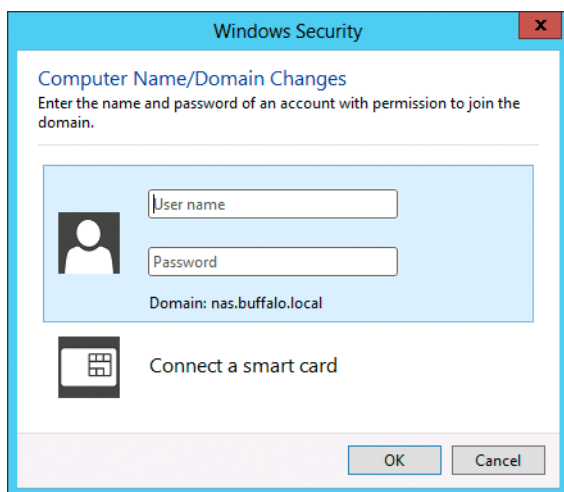 Windows Security
x
Computer Name/Domain Changes
Enter the name and password of an account with permission to join the
domain.
User name
Password
Domain: nas.buffalo.local
Connect a smart card
OK Cancel